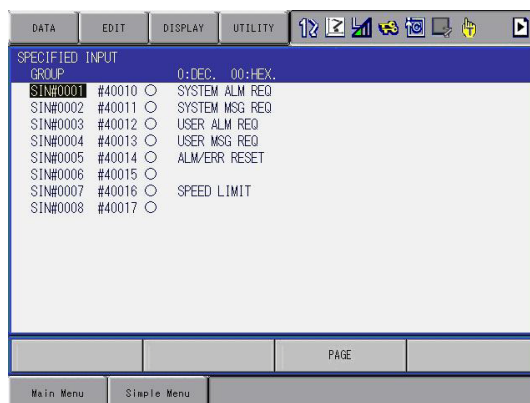 DATA EDIT DISPLAY UTILITY
SPECIFIED INPUT
GROUP 0:DEC. 00:HEX.
SIN#0001 #40010 SYSTEM ALM REQ
SIN#0002 #40011 SYSTEM MSG REQ
SIN#0003 #40012 USER ALM REQ
SIN#0004 #40013 USER MSG REQ
SIN#0005 #40014 ALM/ERR RESET
SIN#0006 #40015
SIN#0007 #40016 SPEED LIMIT
SIN#0008 #40017
PAGE
Main Menu Simple Menu